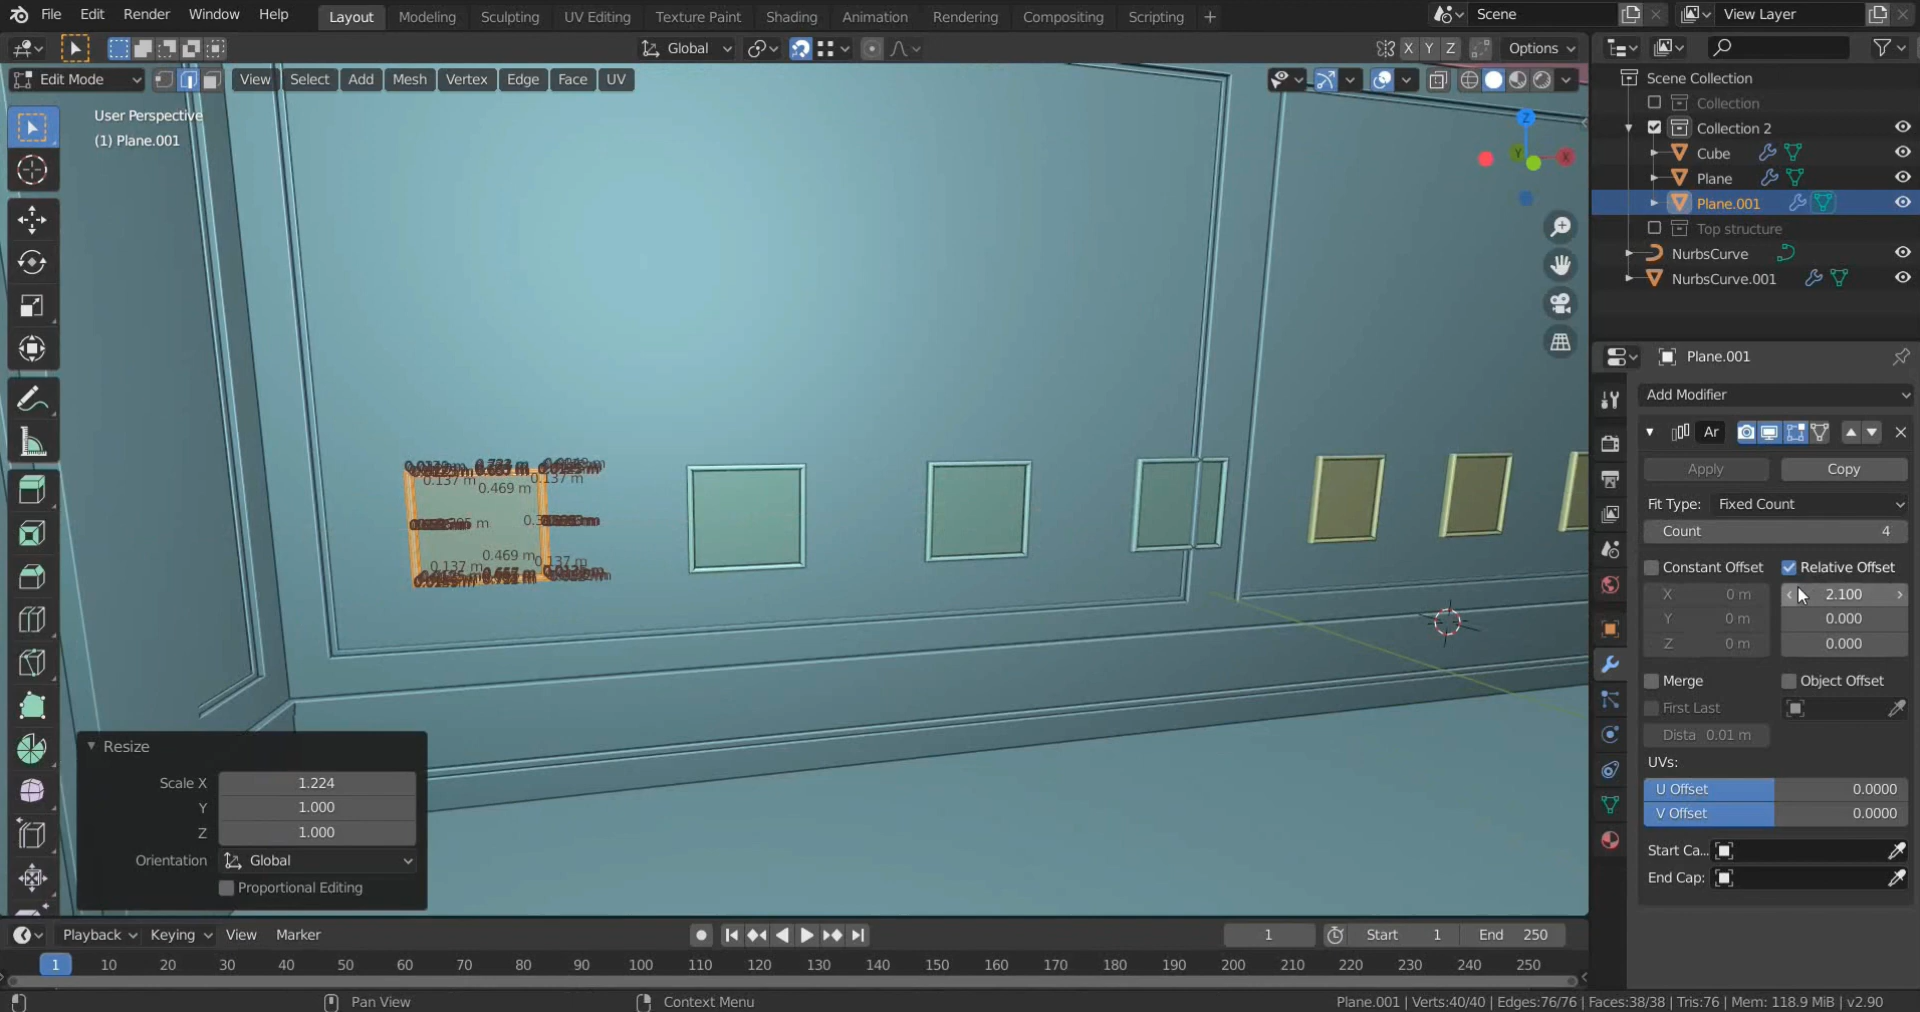 File Edit Render Window Help Layout Modeling Sculpting UV Editing Texture Paint Shading Animation Rendering Compositing Scripting + Scene View Layer
Global X Y Z Options
Edit Mode View Select Add Mesh Vertex Edge Face UV
User Perspective
(1) Plane.001
Z
Y X
Scene Collection
Collection
Collection 2
Cube
Plane
Plane.001
Top structure
NurbsCurve
NurbsCurve.001
Plane.001
Add Modifier
Ar
Apply Copy
Fit Type: Fixed Count
Count 4
Constant Offset Relative Offset
X 0 m 2.100
Y 0 m 0.000
Z 0 m 0.000
Merge Object Offset
First Last
Dista 0.01 m
UVs:
U Offset 0.0000
V Offset 0.0000
Start Ca...
End Cap:
0.137 m 0.469 m 0.137 m
0.469 m
0.137 m 0.137 m
Resize
Scale X 1.224
Y 1.000
Z 1.000
Orientation Global
Proportional Editing
Playback Keying View Marker 1 Start 1 End 250
1 10 20 30 40 50 60 70 80 90 100 110 120 130 140 150 160 170 180 190 200 210 220 230 240 250
Pan View Context Menu Plane.001 | Verts:40/40 | Edges:76/76 | Faces:38/38 | Tris:76 | Mem: 118.9 MiB | v2.90